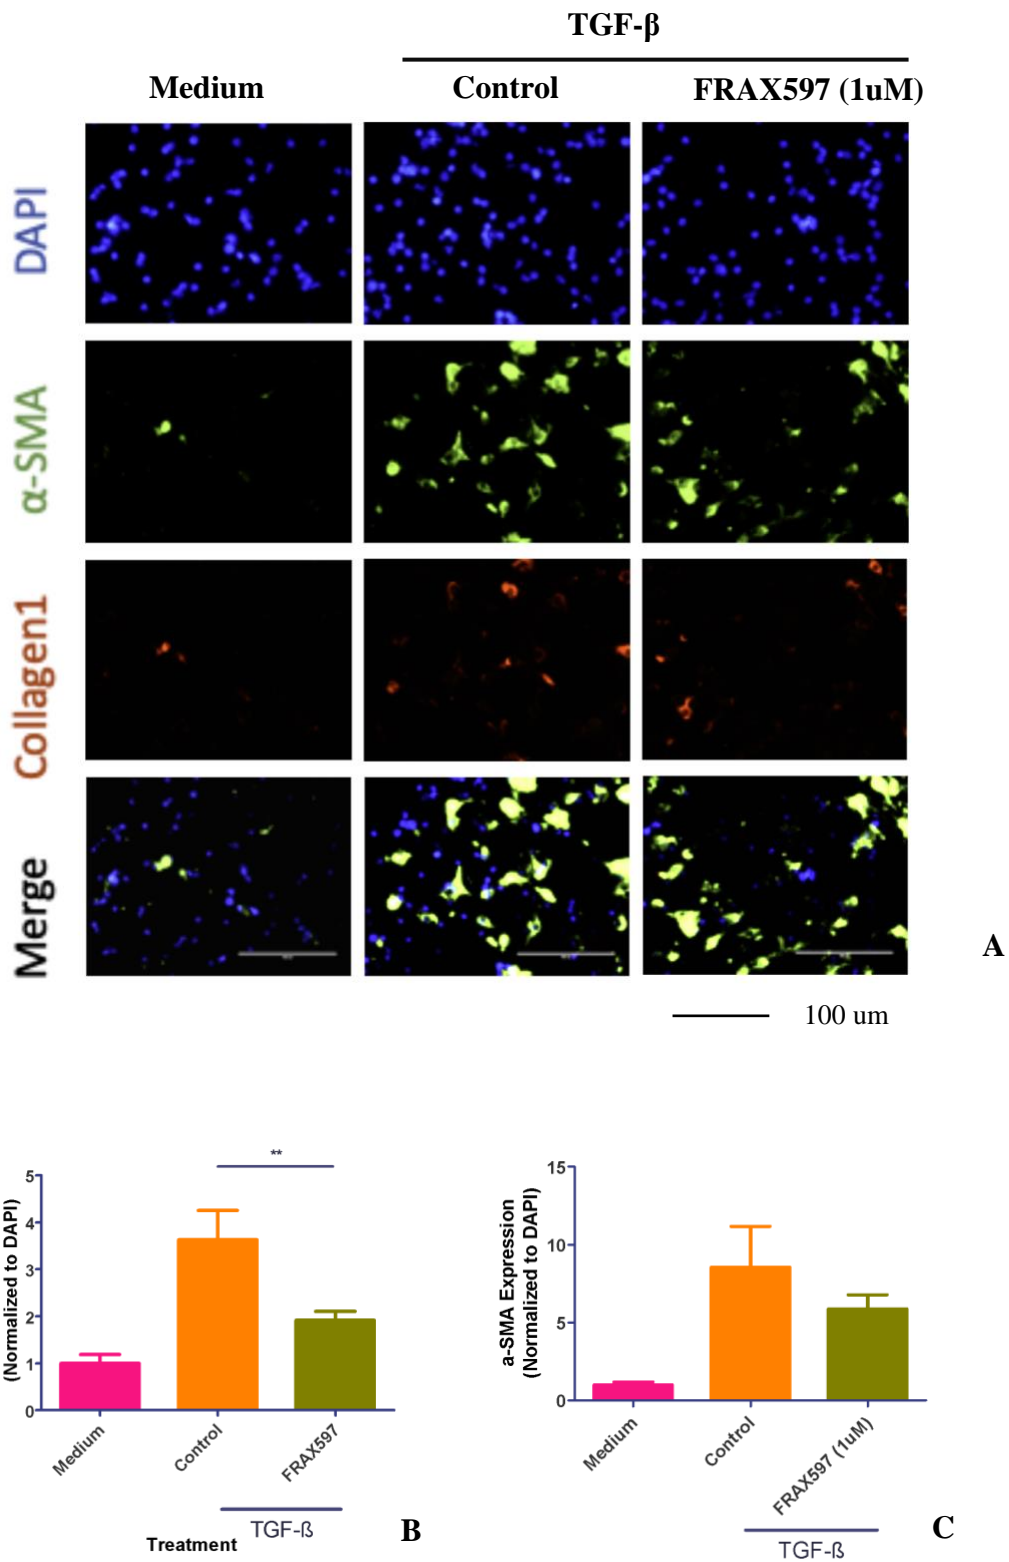 TGF-β
Medium
Control
FRAX597 (1uM)
DAPI
α-SMA
Collagen1
Merge
A
100 um
**
(Normalized to DAPI)
5
4
3
2
1
0
Medium
Control
FRAX597
TGF-ß
Treatment
B
a-SMA Expression
(Normalized to DAPI)
15
10
5
0
Medium
Control
FRAX597 (1uM)
TGF-ß
C